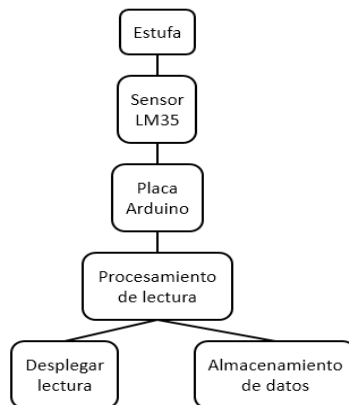 Estufa
Sensor
LM35
Placa
Arduino
Procesamiento
de lectura
Desplegar
lectura
Almacenamiento
de datos